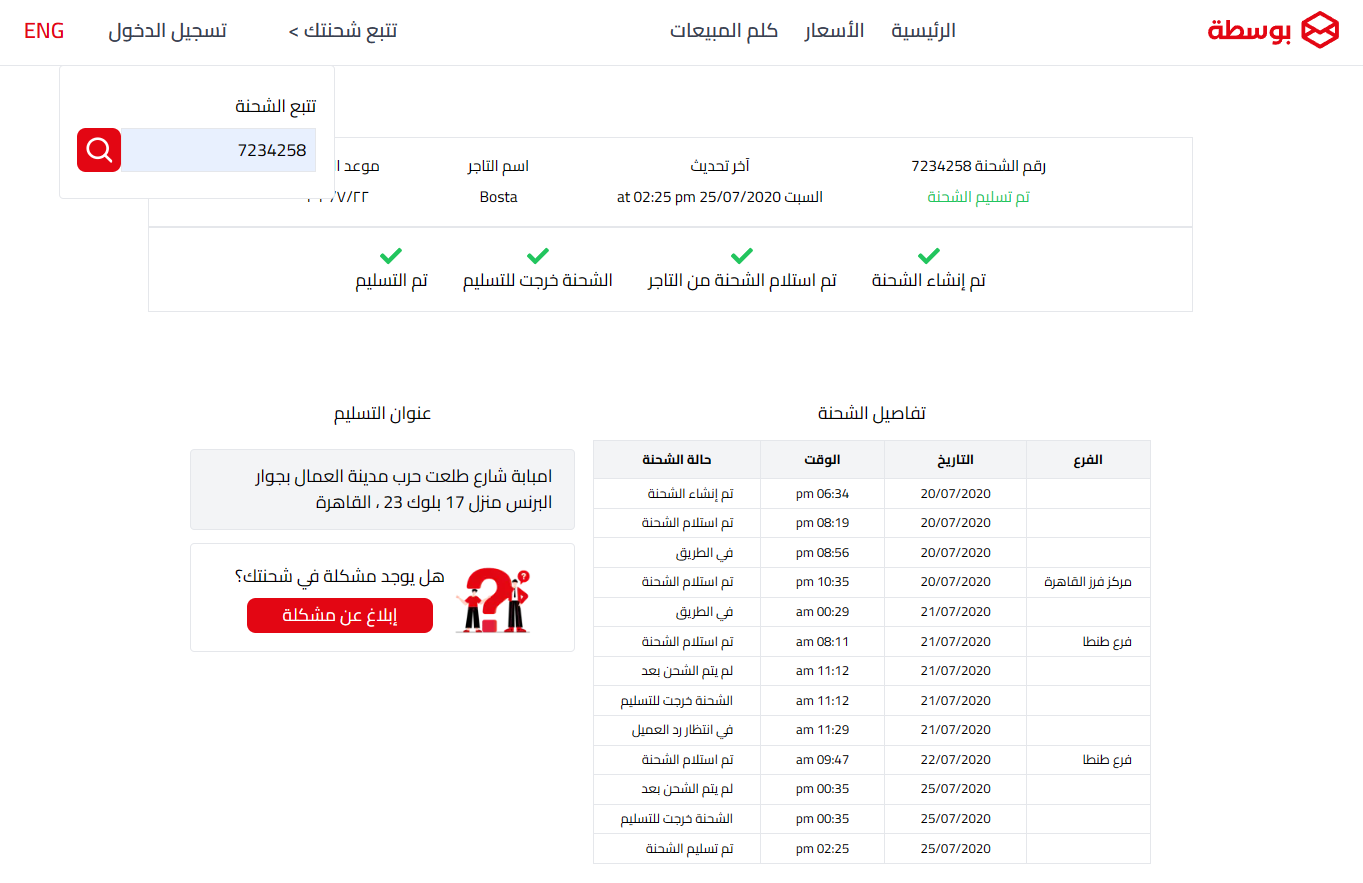 بوسطة
الرئيسية الأسعار كلم المبيعات تتبع شحنتك > تسجيل الدخول ENG
تتبع الشحنة
7234258
رقم الشحنة 7234258 آخر تحديث اسم التاجر موعد
تم تسليم الشحنة السبت 25/07/2020 at 02:25 pm Bosta ٧/٢٢
تم إنشاء الشحنة تم استلام الشحنة من التاجر الشحنة خرجت للتسليم تم التسليم
تفاصيل الشحنة
الفرع التاريخ الوقت حالة الشحنة
20/07/2020 06:34 pm تم إنشاء الشحنة
20/07/2020 08:19 pm تم استلام الشحنة
20/07/2020 08:56 pm في الطريق
مركز فرز القاهرة 20/07/2020 10:35 pm تم استلام الشحنة
21/07/2020 00:29 am في الطريق
فرع طنطا 21/07/2020 08:11 am تم استلام الشحنة
21/07/2020 11:12 am لم يتم الشحن بعد
21/07/2020 11:12 am الشحنة خرجت للتسليم
21/07/2020 11:29 am في انتظار رد العميل
فرع طنطا 22/07/2020 09:47 am تم استلام الشحنة
25/07/2020 00:35 pm لم يتم الشحن بعد
25/07/2020 00:35 pm الشحنة خرجت للتسليم
25/07/2020 02:25 pm تم تسليم الشحنة
عنوان التسليم
امبابة شارع طلعت حرب مدينة العمال بجوار
البرنس منزل 17 بلوك 23 ، القاهرة
هل يوجد مشكلة في شحنتك؟
إبلاغ عن مشكلة